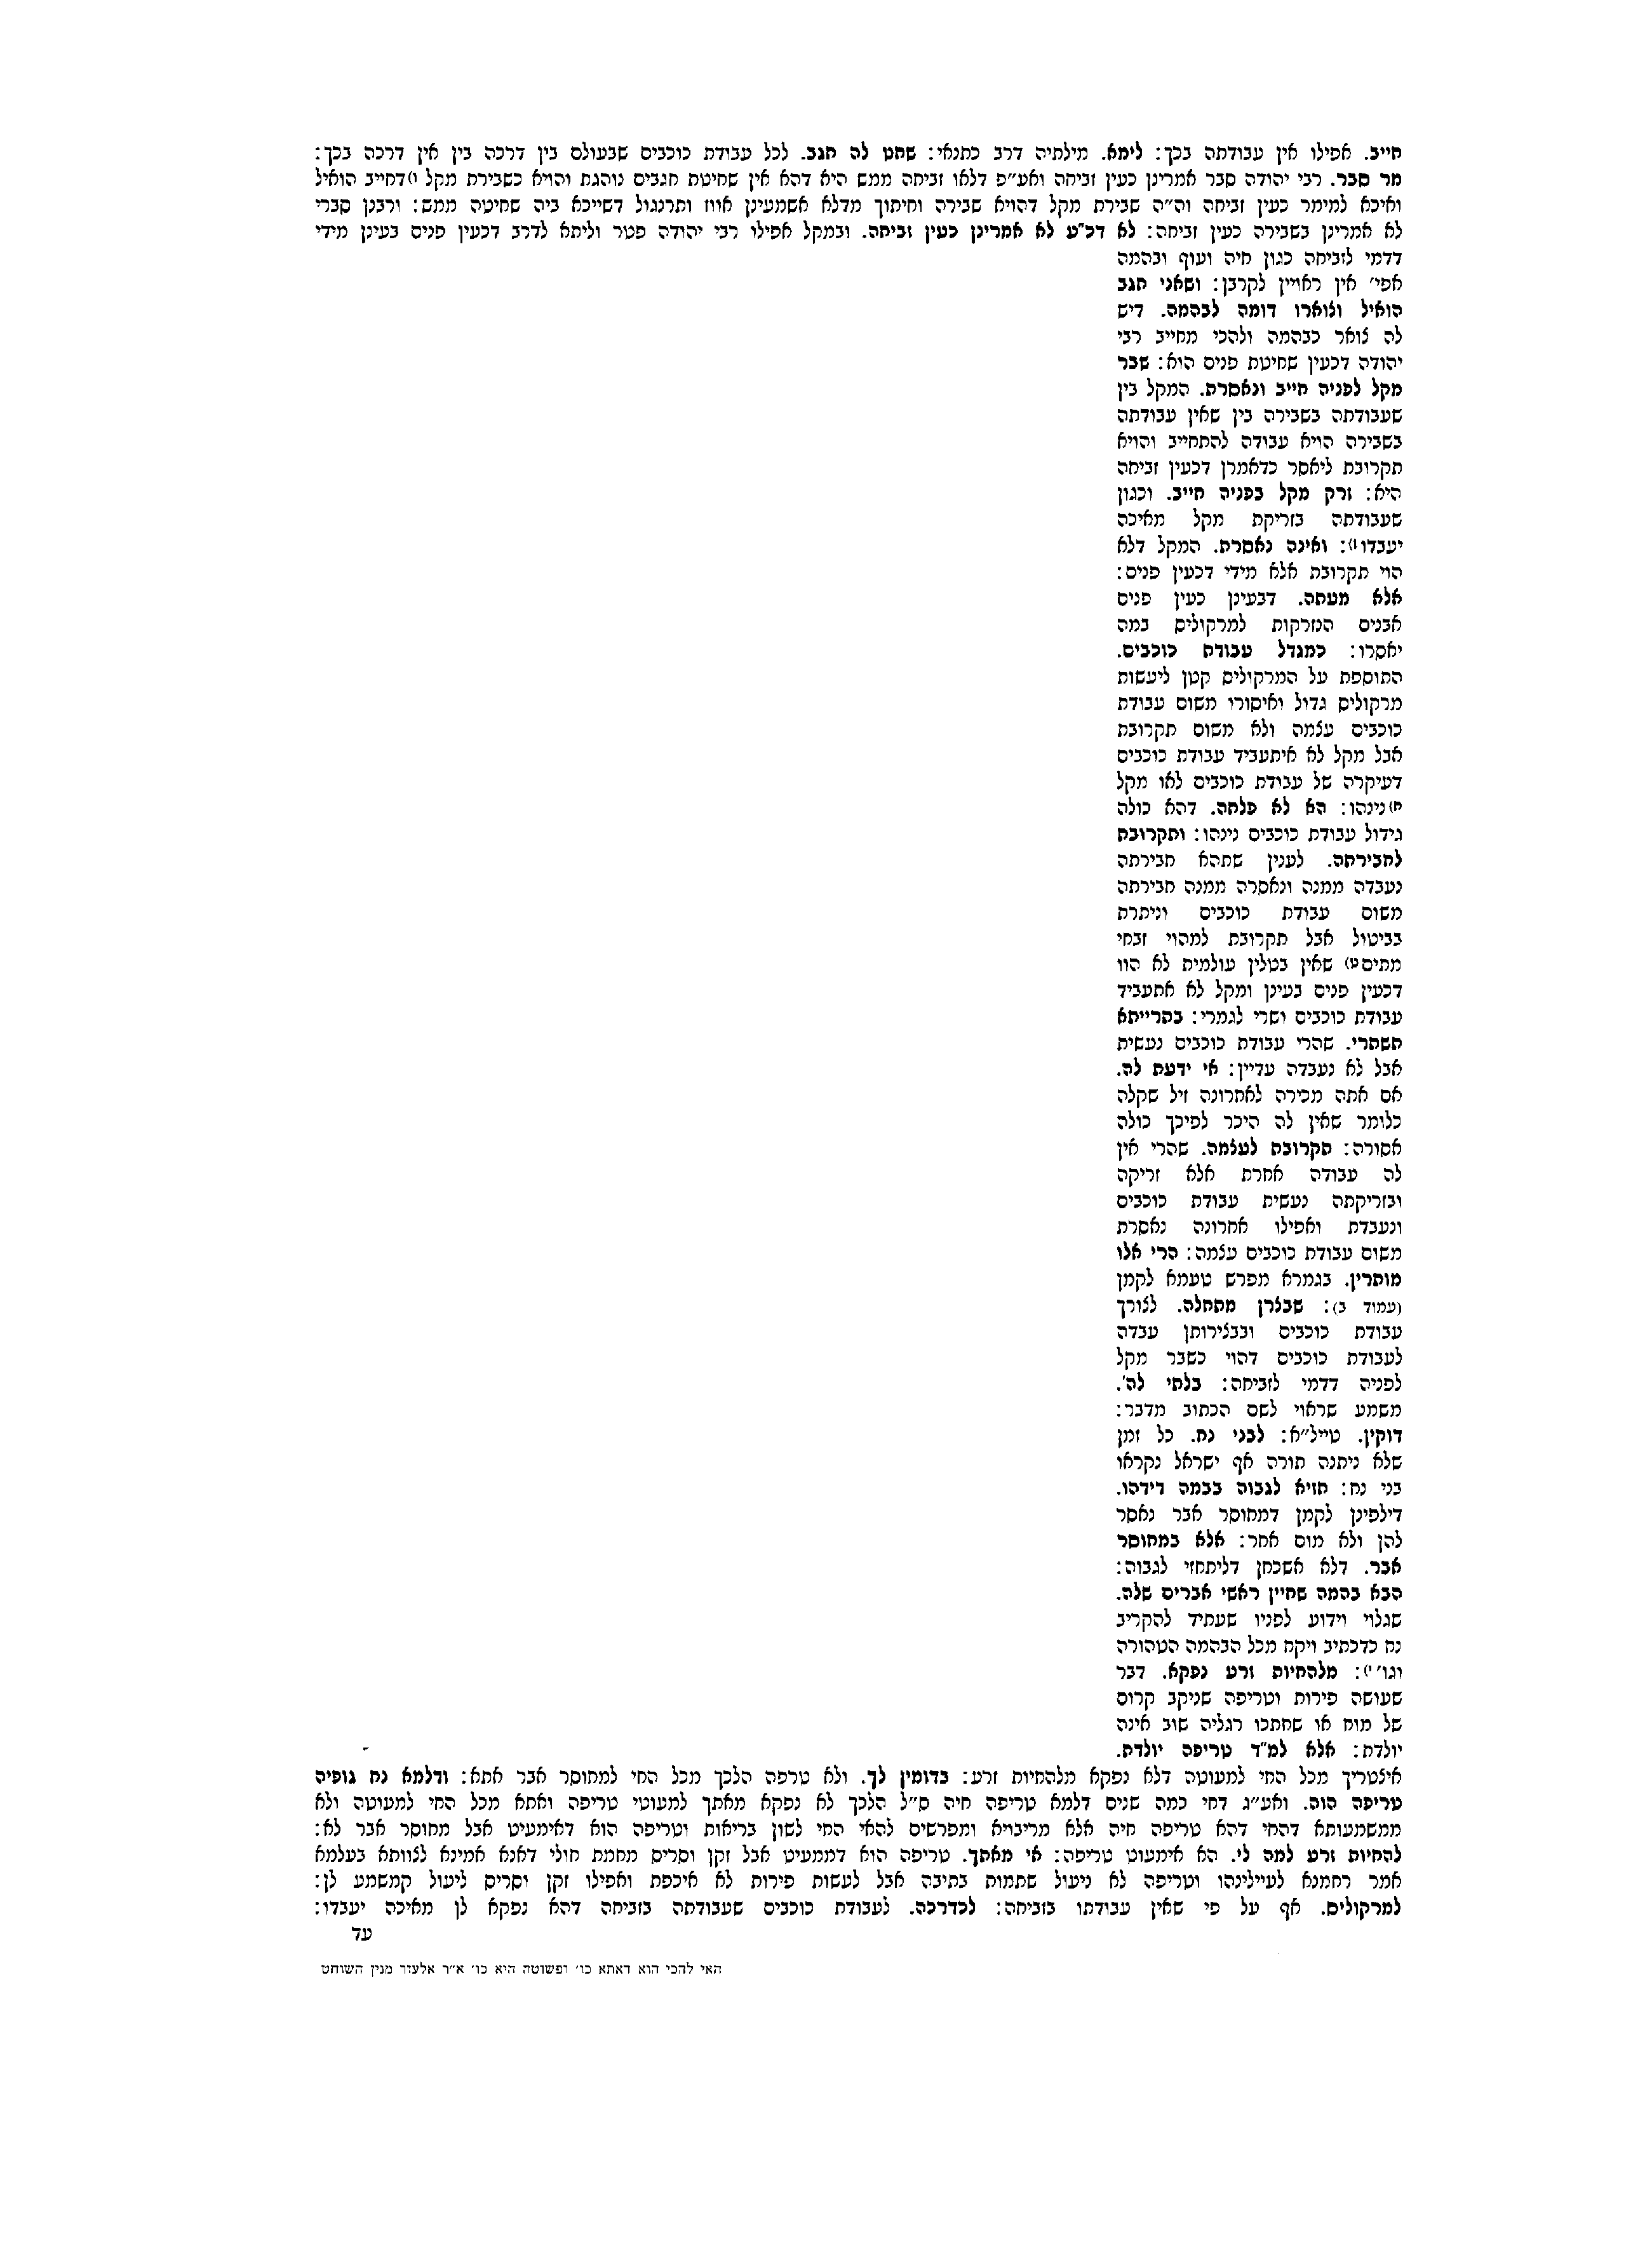 חייב. אפילו אין עבודתה בכך: לימא. מילתיה דרב כתנאי: שחט לה חגב. לכל עבודת כוכבים שבעולם בין דרכה בין אין דרכה בכך:
מר סבר. רבי יהודה סבר אמרינן כעין זביחה ואע״פ דלאו זביחה ממש היא דהא אין שחיטת חגבים נוהגת והויא כשבירת מקל ו) דחייב הואיל
ואיכא למימר כעין זביחה וה״ה שבירת מקל דהויא שבירה וחיתוך מדלא אשמעינן אווז ותרנגול דשייכא ביה שחיטה ממש: ורבנן סברי
לא אמרינן בשבירה כעין זביחה: לא דכ״ע לא אמרינן כעין זביחה. ובמקל אפילו רבי יהודה פטר וליתא לדרב דכעין פנים בעינן מידי
דדמי לזביחה כגון חיה ועוף ובהמה
אפי׳ אין ראויין לקרבן: ושאני חגב
הואיל וצוארו דומה לבהמה. דיש
לה צואר כבהמה ולהכי מחייב רבי
יהודה דכעין שחיטת פנים הוא: שבר
מקל לפניה חייב ונאסרת. המקל בין
שעבודתה בשבירה בין שאין עבודתה
בשבירה הויא עבודה להתחייב והויא
תקרובת ליאסר כדאמרן דכעין זביחה
היא: זרק מקל בפניה חייב. וכגון
שעבודתה בזריקת מקל מאיכה
יעבדו ו): ואינה נאסרת. המקל דלא
הוי תקרובת אלא מידי דכעין פנים:
אלא מעתה. דבעינן כעין פנים
אבנים הנזרקות למרקולים במה
יאסרו: כמגדל עבודת כוכבים.
התוספת על המרקולים קטן ליעשות
מרקולים גדול ואיסורו משום עבודת
כוכבים עצמה ולא משום תקרובת
אבל מקל לא איתעביד עבודת כוכבים
דעיקרה של עבודת כוכבים לאו מקל
ח) נינהו: הא לא פלחה. דהא כולה
גידול עבודת כוכבים נינהו: ותקרובת
לחבירתה. לענין שתהא חבירתה
נעבדה ממנה ונאסרה ממנה חבירתה
משום עבודת כוכבים וניתרת
בביטול אבל תקרובת למהוי זבחי
מתים ט) שאין בטלין עולמית לא הוו
דכעין פנים בעינן ומקל לא אתעביד
עבודת כוכבים ושרי לגמרי: בתרייתא
תשתרי. שהרי עבודת כוכבים נעשית
אבל לא נעבדה עדיין: אי ידעת לה.
אם אתה מכירה לאחרונה זיל שקלה
כלומר שאין לה היכר לפיכך כולה
אסורה: תקרובת לעצמה. שהרי אין
לה עבודה אחרת אלא זריקה
ובזריקתה נעשית עבודת כוכבים
ונעבדת ואפילו אחרונה נאסרת
משום עבודת כוכבים עצמה: הרי אלו
מותרין. בגמרא מפרש טעמא לקמן
(עמוד ב): שבצרן מתחלה. לצורך
עבודת כוכבים ובבצירותן עבדה
לעבודת כוכבים דהוי כשבר מקל
לפניה דדמי לזביחה: בלתי לה׳.
משמע שראוי לשם הכתוב מדבר:
דוקין. טייל״א: לבני נח. כל זמן
שלא ניתנה תורה אף ישראל נקראו
בני נח: חזיא לגבוה בבמה דידהו.
דילפינן לקמן דמחוסר אבר נאסר
להן ולא מום אחר: אלא במחוסר
אבר. דלא אשכחן דליתחזי לגבוה:
הבא בהמה שחיין ראשי אברים שלה.
שגלוי וידוע לפניו שעתיד להקריב
נח כדכתיב ויקח מכל הבהמה הטהורה
וגו׳ י): מלהחיות זרע נפקא. דבר
שעושה פירות וטריפה שניקב קרום
של מוח או שחתכו רגליה שוב אינה
יולדת: אלא למ״ד טריפה יולדת.
איצטריך מכל החי למעוטה דלא נפקא מלהחיות זרע: בדומין לך. ולא טרפה הלכך מכל החי למחוסר אבר אתא: ודלמא נח גופיה
טריפה הוה. ואע״ג דחי כמה שנים דלמא טריפה חיה ס״ל הלכך לא נפקא מאתך למעוטי טריפה ואתא מכל החי למעוטה ולא
ממשמעותא דהחי דהא טריפה חיה אלא מריבויא ומפרשים להאי החי לשון בריאות וטריפה הוא דאימעיט אבל מחוסר אבר לא:
להחיות זרע למה לי. הא אימעוט טריפה: אי מאתך. טריפה הוא דממעיט אבל זקן וסריס מחמת חולי דאנא אמינא לצוותא בעלמא
אמר רחמנא לעיילינהו וטריפה לא ניעול שתמות בתיבה אבל לעשות פירות לא איכפת ואפילו זקן וסריס ליעול קמשמע לן:
למרקולים. אף על פי שאין עבודתו בזביחה: לכדרכה. לעבודת כוכבים שעבודתה בזביחה דהא נפקא לן מאיכה יעבדו:
עד
האי להכי הוא דאתא כו׳ ופשוטה היא כו׳ א״ר אלעזר מנין השוחט